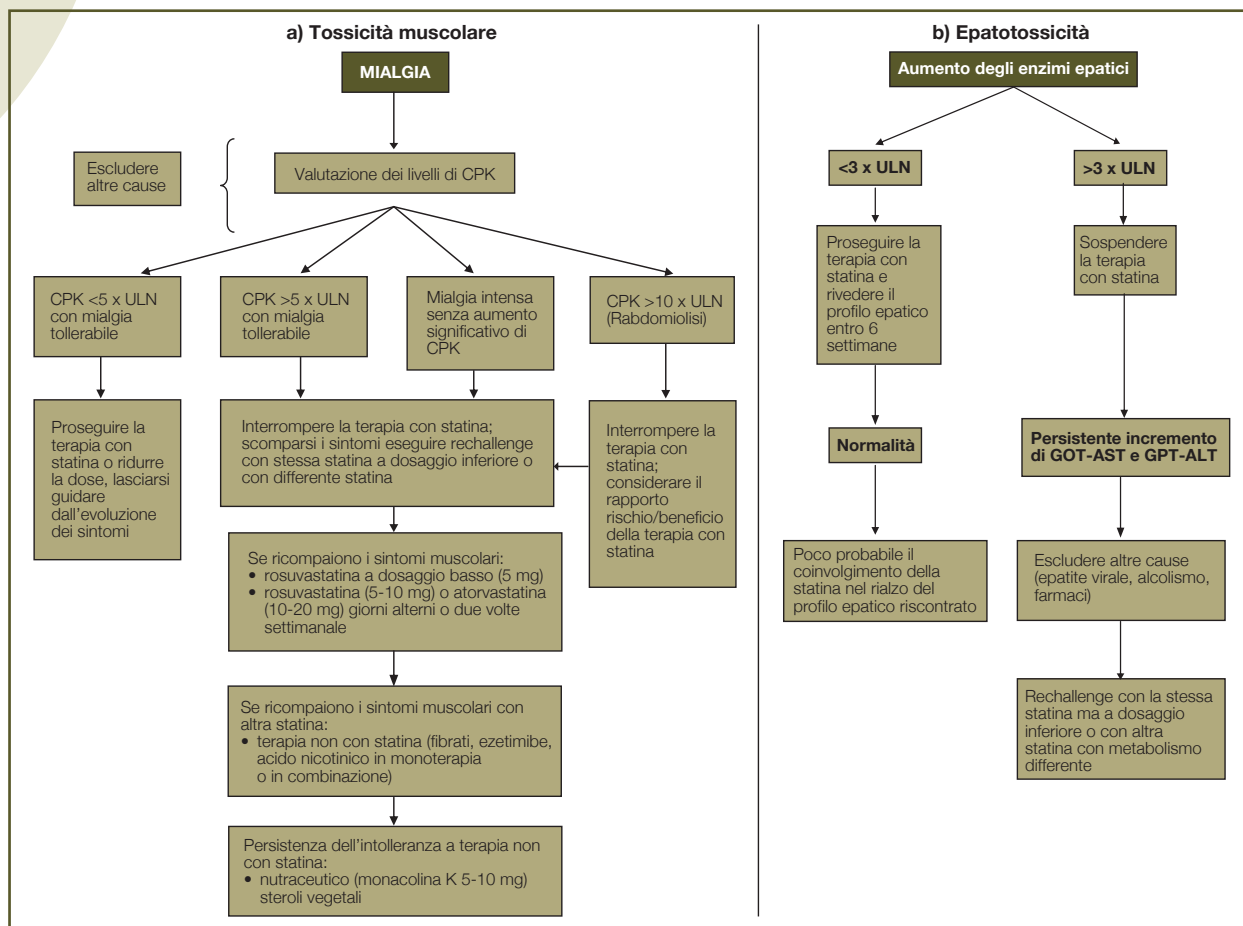 a) Tossicità muscolare
MIALGIA
Escludere
altre cause
Valutazione dei livelli di CPK
CPK <5 x ULN
con mialgia
tollerabile
CPK >5 x ULN
con mialgia
tollerabile
Mialgia intensa
senza aumento
significativo di
CPK
CPK >10 x ULN
(Rabdomiolisi)
Proseguire la
terapia con
statina o ridurre
la dose, lasciarsi
guidare
dall'evoluzione
dei sintomi
Interrompere la terapia con statina;
scomparsi i sintomi eseguire rechallenge
con stessa statina a dosaggio inferiore o
con differente statina
Interrompere la
terapia con
statina;
considerare il
rapporto
rischio/beneficio
della terapia con
statina
Se ricompaiono i sintomi muscolari:
• rosuvastatina a dosaggio basso (5 mg)
• rosuvastatina (5-10 mg) o atorvastatina
(10-20 mg) giorni alterni o due volte
settimanale
Se ricompaiono i sintomi muscolari con
altra statina:
• terapia non con statina (fibrati, ezetimibe,
acido nicotinico in monoterapia
o in combinazione)
Persistenza dell'intolleranza a terapia non
con statina:
• nutraceutico (monacolina K 5-10 mg)
steroli vegetali
b) Epatotossicità
Aumento degli enzimi epatici
<3 x ULN
>3 x ULN
Proseguire la
terapia con
statina e
rivedere il
profilo epatico
entro 6
settimane
Sospendere
la terapia
con statina
Normalità
Persistente incremento
di GOT-AST e GPT-ALT
Poco probabile il
coinvolgimento della
statina nel rialzo del
profilo epatico riscontrato
Escludere altre cause
(epatite virale, alcolismo,
farmaci)
Rechallenge con la stessa
statina ma a dosaggio
inferiore o con altra
statina con metabolismo
differente